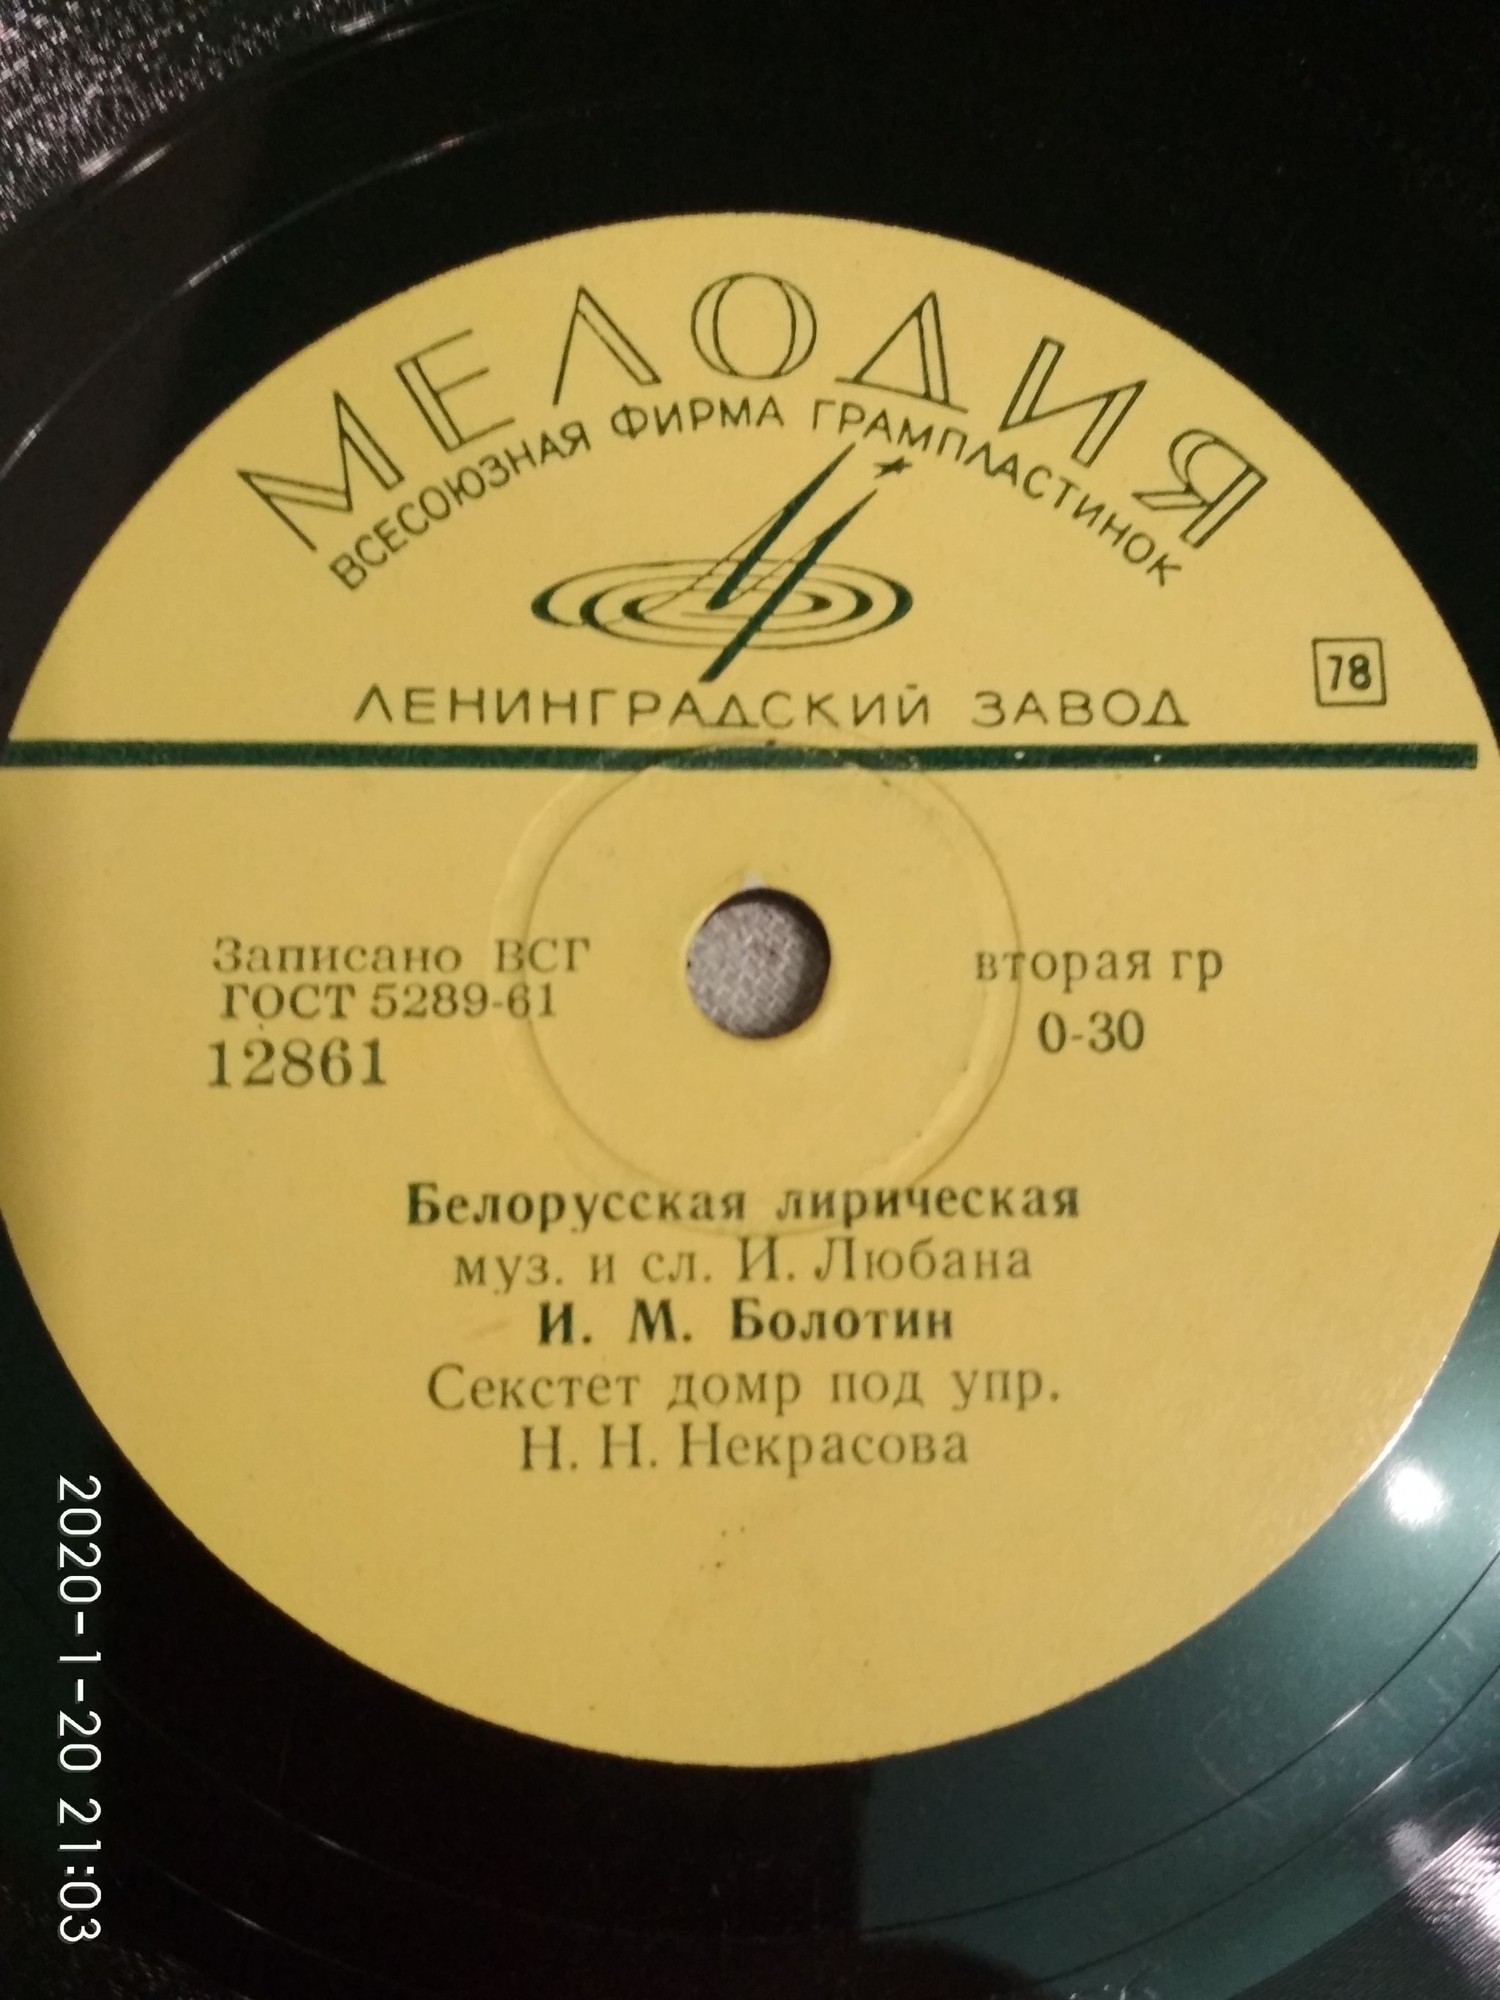 МЕЛОДИЯ
ВСЕСОЮЗНАЯ ФИРМА ГРАМПЛАСТИНОК
78
ЛЕНИНГРАДСКИЙ ЗАВОД
Записано ВСГ
ГОСТ 5289-61
12861
вторая гр
0-30
Белорусская лирическая
муз. и сл. И. Любана
И. М. Болотин
Секстет домр под упр.
Н. Н. Некрасова
2020-1-20 21:03